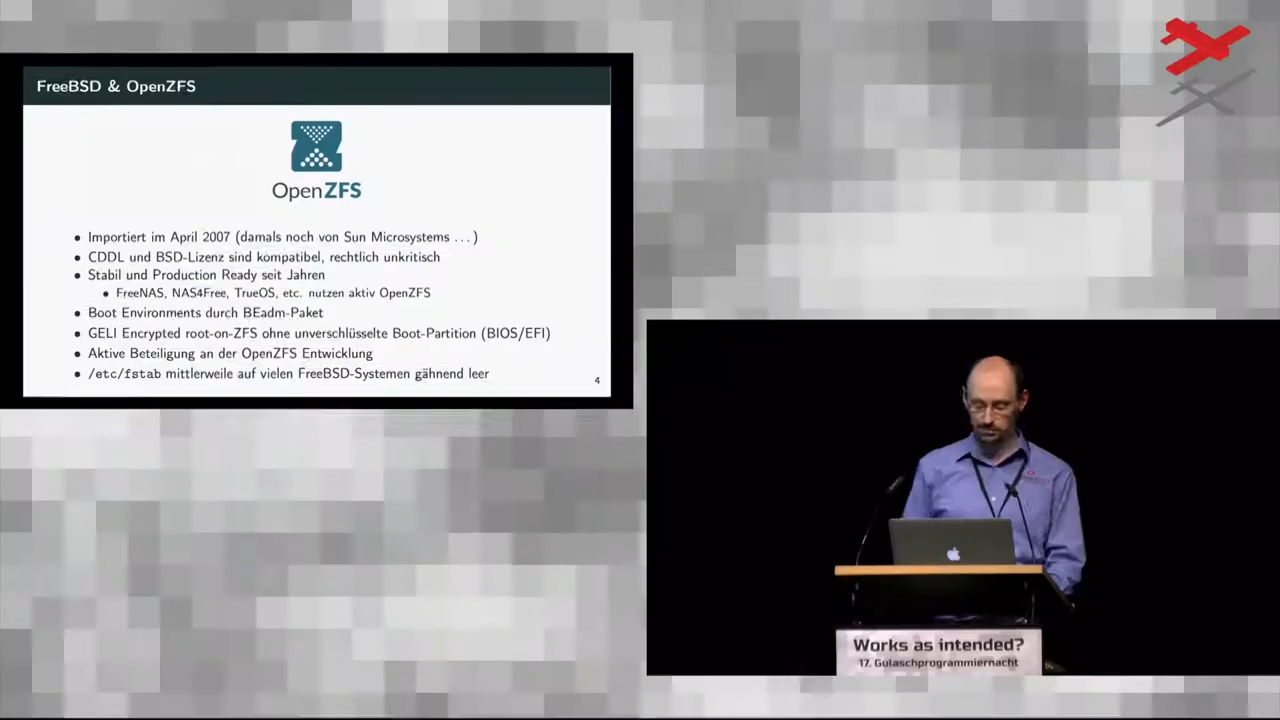 FreeBSD & OpenZFS
OpenZFS
• Importiert im April 2007 (damals noch von Sun Microsystems . . . )
• CDDL und BSD-Lizenz sind kompatibel, rechtlich unkritisch
• Stabil und Production Ready seit Jahren
• FreeNAS, NAS4Free, TrueOS, etc. nutzen aktiv OpenZFS
• Boot Environments durch BEadm-Paket
• GELI Encrypted root-on-ZFS ohne unverschlüsselte Boot-Partition (BIOS/EFI)
• Aktive Beteiligung an der OpenZFS Entwicklung
• /etc/fstab mittlerweile auf vielen FreeBSD-Systemen gähnend leer
4
Works as intended?
17. Gulaschprogrammiernacht